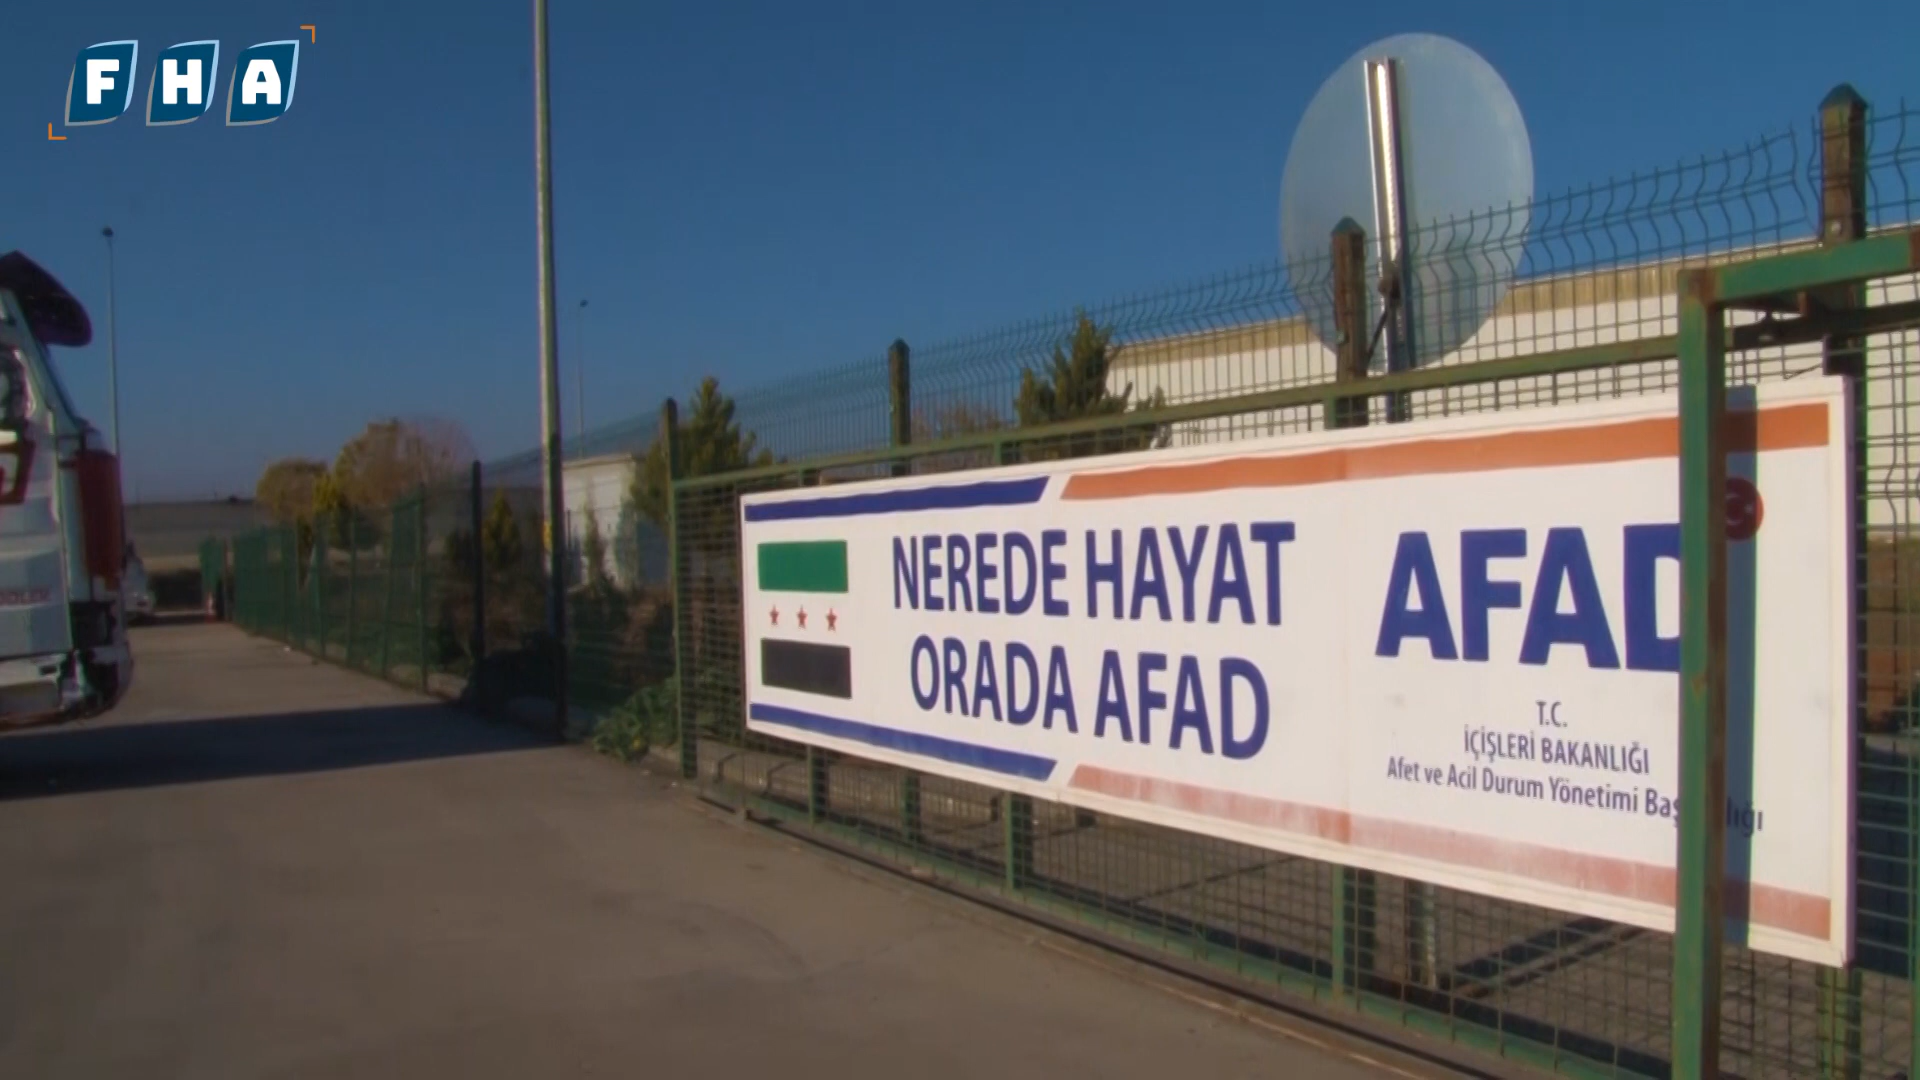 FHA
NEREDE HAYAT
ORADA AFAD
AFAD
T.C.
İÇİŞLERİ BAKANLIĞI
Afet ve Acil Durum Yönetimi